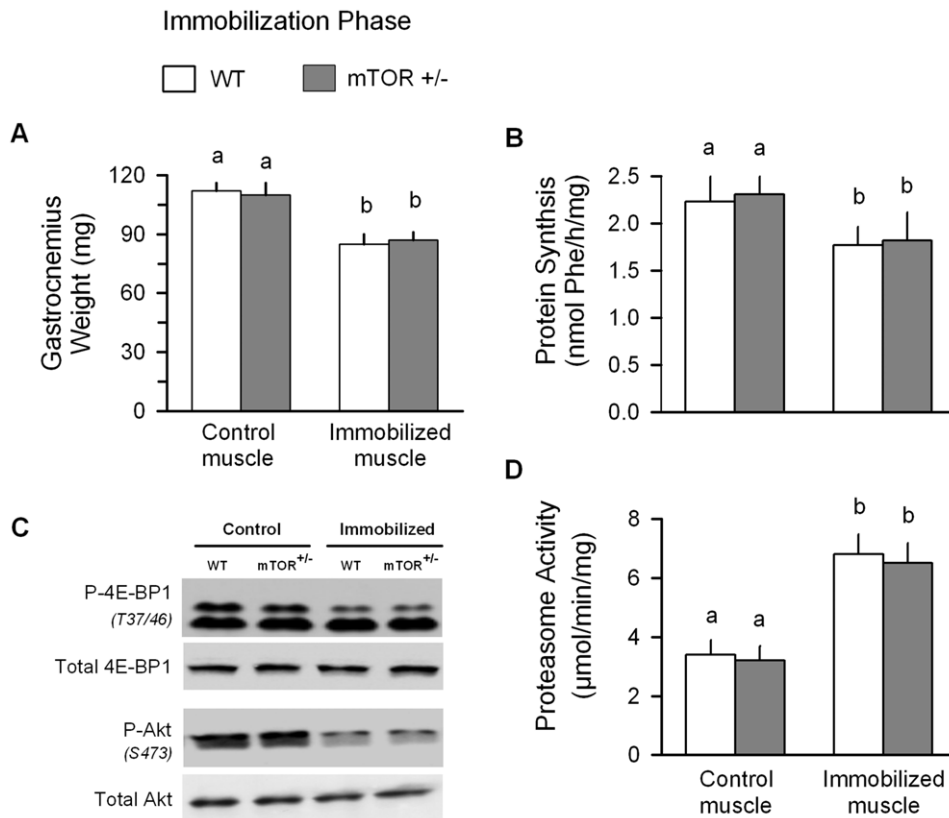 Immobilization Phase
WT
mTOR +/-
A
Gastrocnemius
Weight (mg)
120
90
60
30
0
a
a
b
b
Control
muscle
Immobilized
muscle
B
Protein Synthsis
(nmol Phe/h/mg)
2.5
2.0
1.5
1.0
0.5
0.0
a
a
b
b
C
Control
Immobilized
WT
mTOR+/-
WT
mTOR+/-
P-4E-BP1
(T37/46)
Total 4E-BP1
P-Akt
(S473)
Total Akt
D
Proteasome Activity
(μmol/min/mg)
8
6
4
2
0
a
a
b
b
Control
muscle
Immobilized
muscle